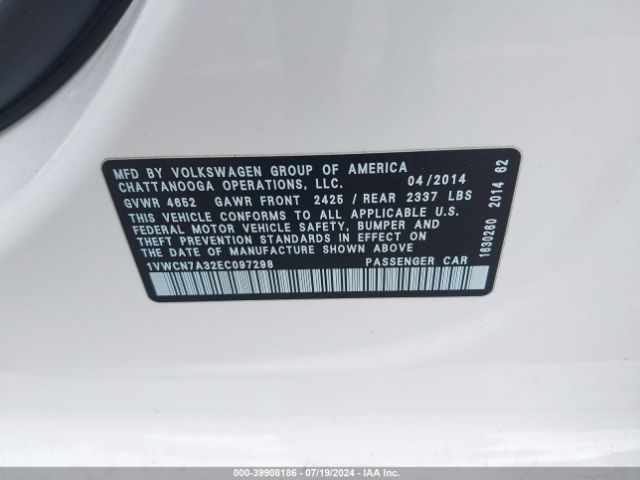 MFD BY VOLKSWAGEN GROUP OF AMERICA
CHATTANOOGA OPERATIONS, LLC. 04/2014
GVWR 4652 GAWR FRONT 2425 / REAR 2337 LBS
THIS VEHICLE CONFORMS TO ALL APPLICABLE U.S.
FEDERAL MOTOR VEHICLE SAFETY, BUMPER AND
THEFT PREVENTION STANDARDS IN EFFECT ON
THE DATE OF MANUFACTURE SHOWN ABOVE
1VWCN7A32EC097298 PASSENGER CAR
1630260 2014 62
000-39908186 - 07/19/2024 - IAA Inc.